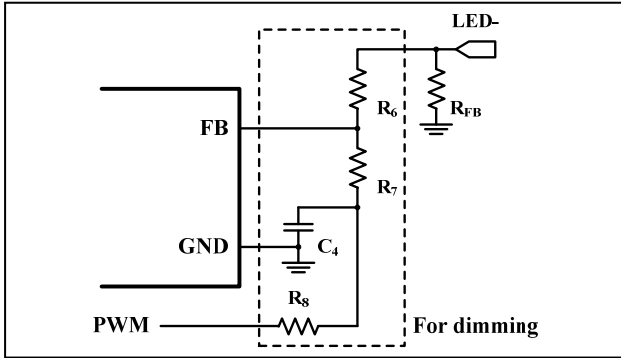 LED-
R6
RFB
FB
R7
GND
C4
R8
PWM
For dimming